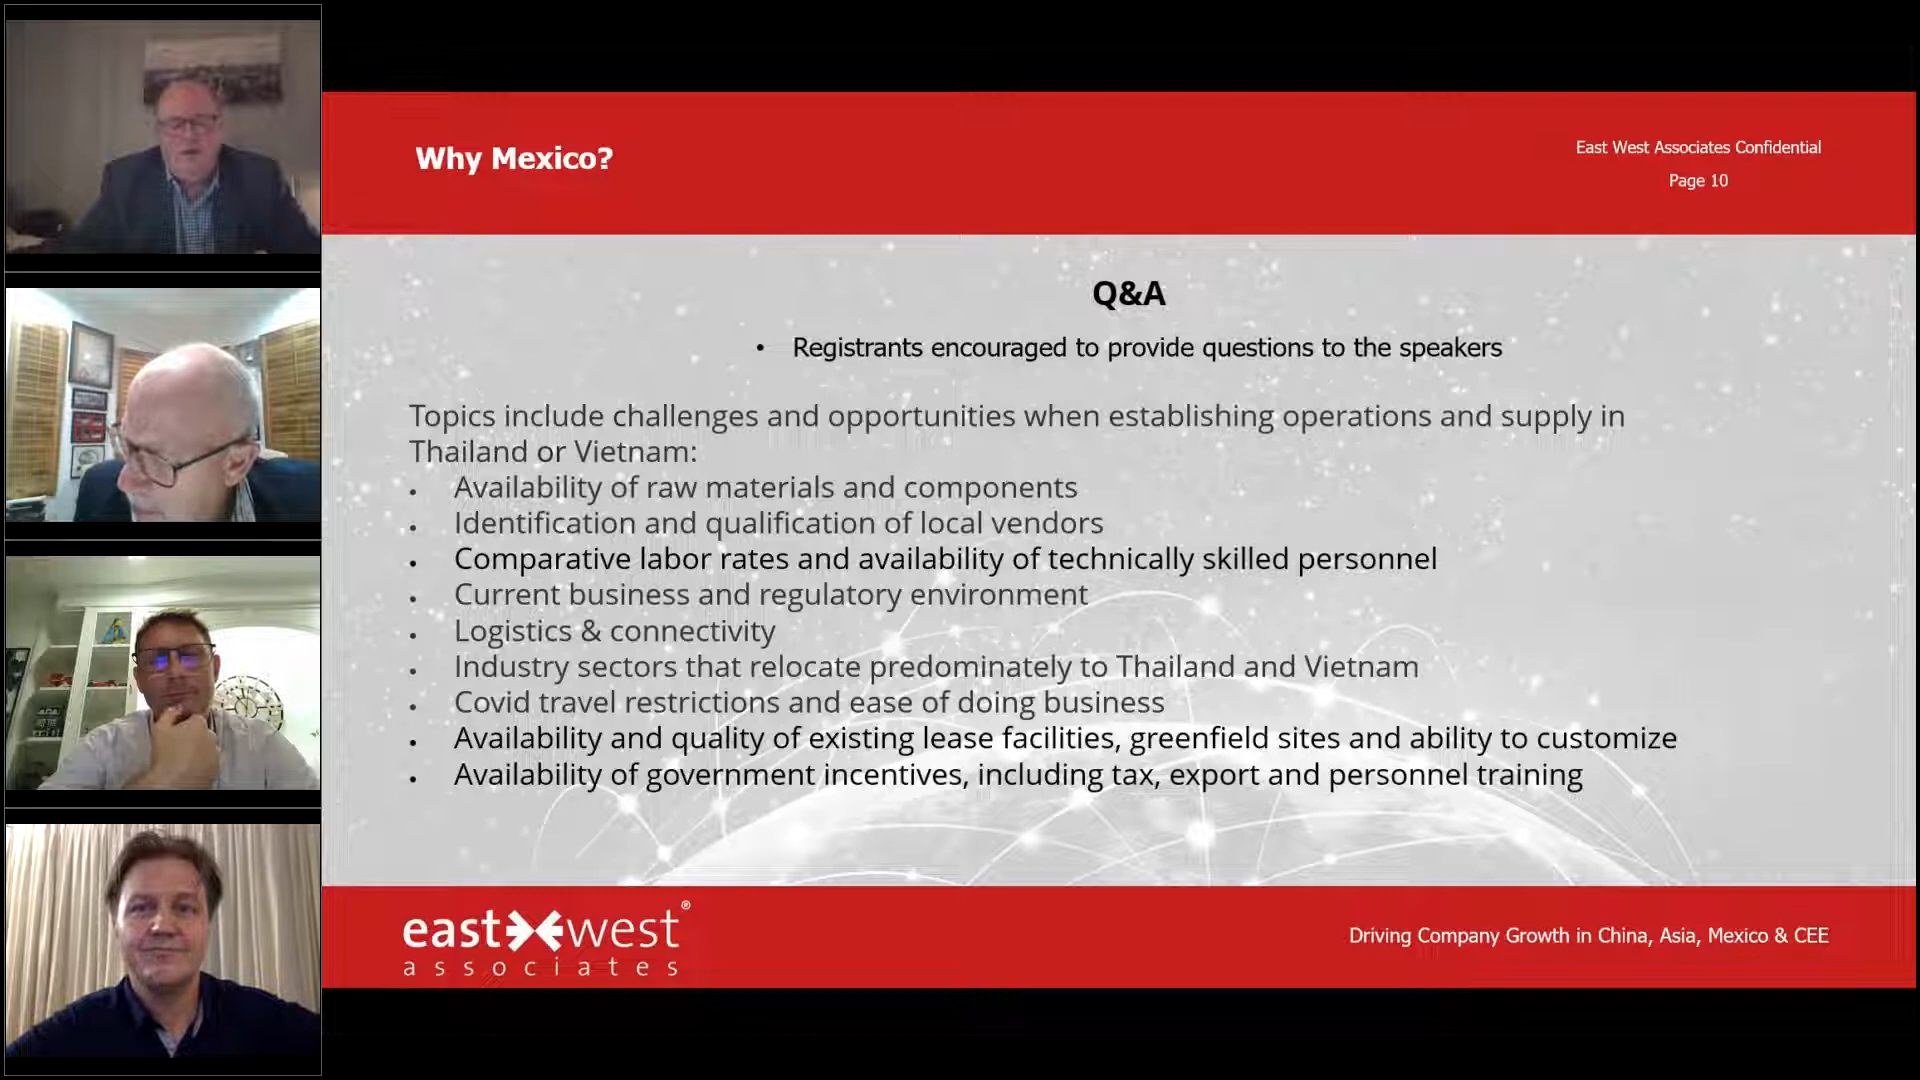 Why Mexico?
East West Associates Confidential
Page 10
Q&A
• Registrants encouraged to provide questions to the speakers
Topics include challenges and opportunities when establishing operations and supply in
Thailand or Vietnam:
• Availability of raw materials and components
• Identification and qualification of local vendors
• Comparative labor rates and availability of technically skilled personnel
• Current business and regulatory environment
• Logistics & connectivity
• Industry sectors that relocate predominately to Thailand and Vietnam
• Covid travel restrictions and ease of doing business
• Availability and quality of existing lease facilities, greenfield sites and ability to customize
• Availability of government incentives, including tax, export and personnel training
east west®
associates
Driving Company Growth in China, Asia, Mexico & CEE